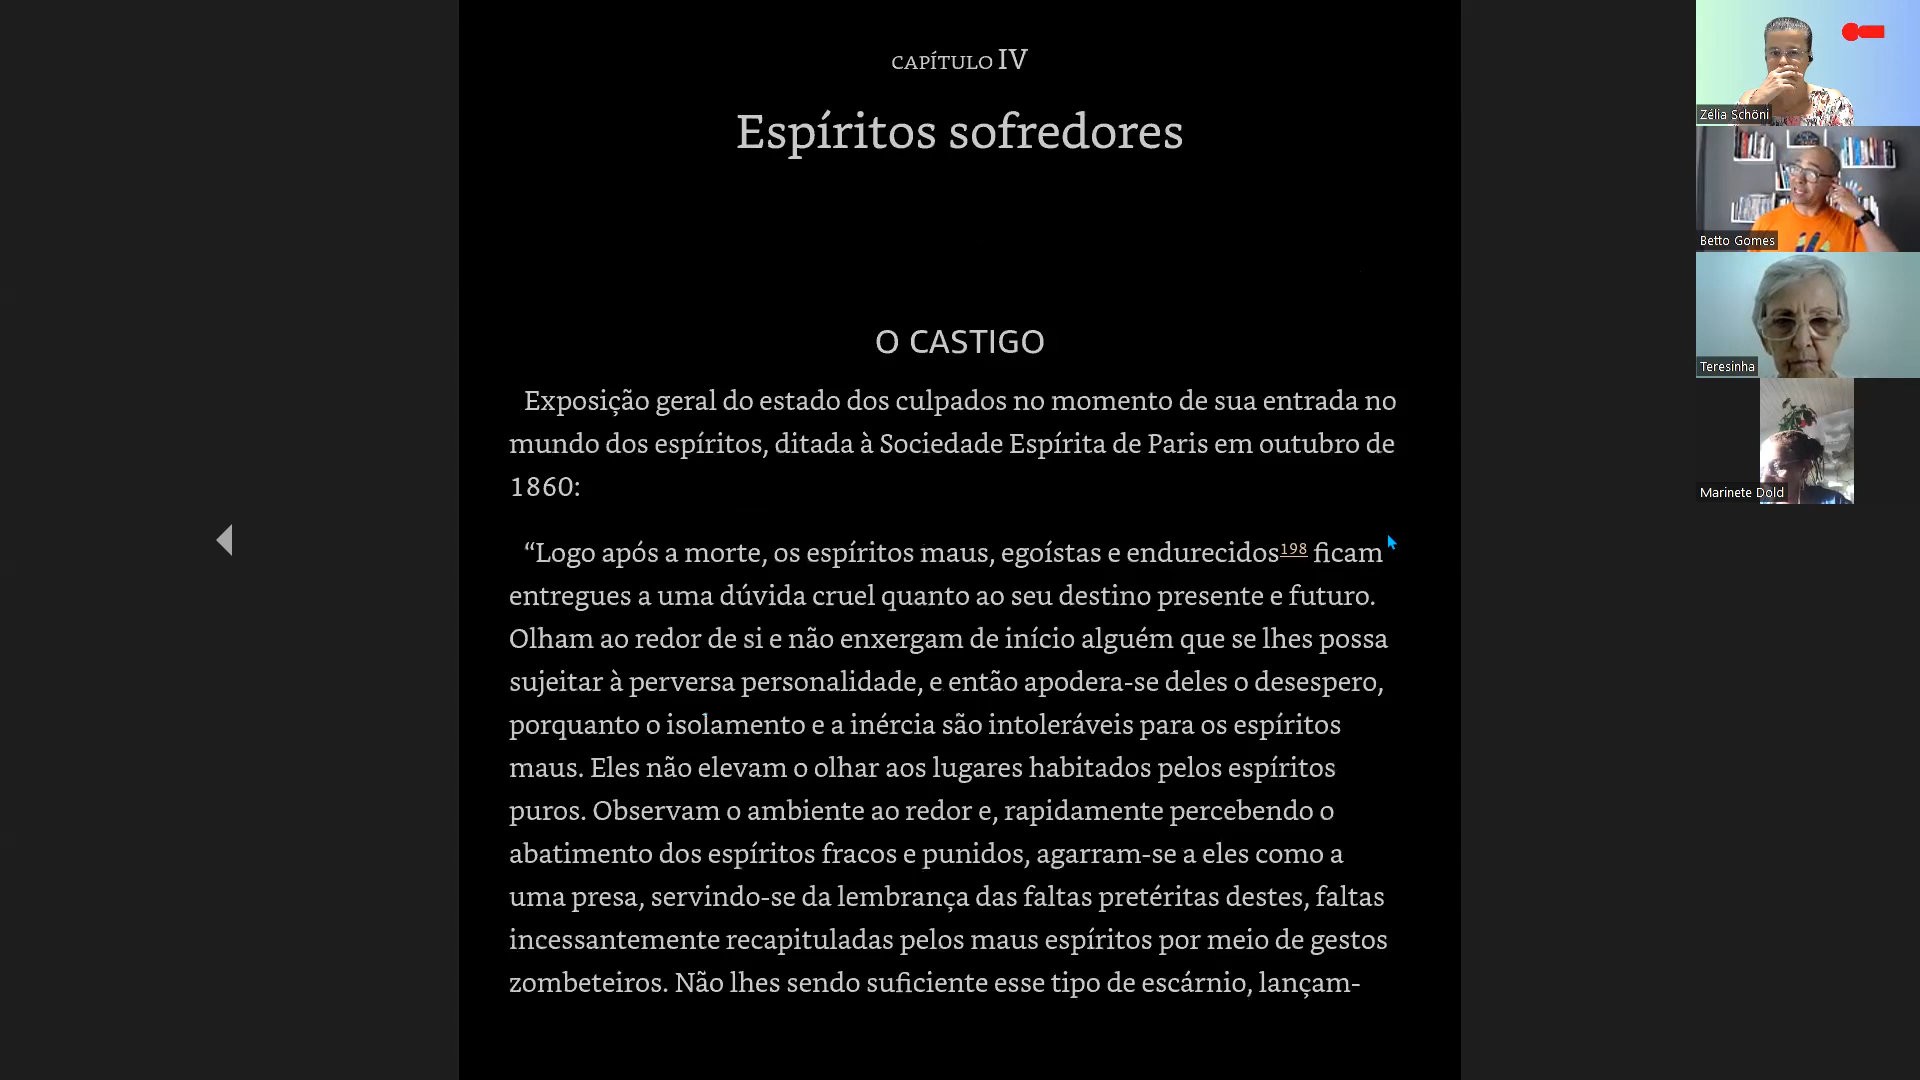 CAPÍTULO IV
Espíritos sofredores
O CASTIGO
Exposição geral do estado dos culpados no momento de sua entrada no
mundo dos espíritos, ditada à Sociedade Espírita de Paris em outubro de
1860:
“Logo após a morte, os espíritos maus, egoístas e endurecidos198 ficam
entregues a uma dúvida cruel quanto ao seu destino presente e futuro.
Olham ao redor de si e não enxergam de início alguém que se lhes possa
sujeitar à perversa personalidade, e então apodera-se deles o desespero,
porquanto o isolamento e a inércia são intoleráveis para os espíritos
maus. Eles não elevam o olhar aos lugares habitados pelos espíritos
puros. Observam o ambiente ao redor e, rapidamente percebendo o
abatimento dos espíritos fracos e punidos, agarram-se a eles como a
uma presa, servindo-se da lembrança das faltas pretéritas destes, faltas
incessantemente recapituladas pelos maus espíritos por meio de gestos
zombeteiros. Não lhes sendo suficiente esse tipo de escárnio, lançam-
Zélia Schöni
Betto Gomes
Teresinha
Marinete Dold